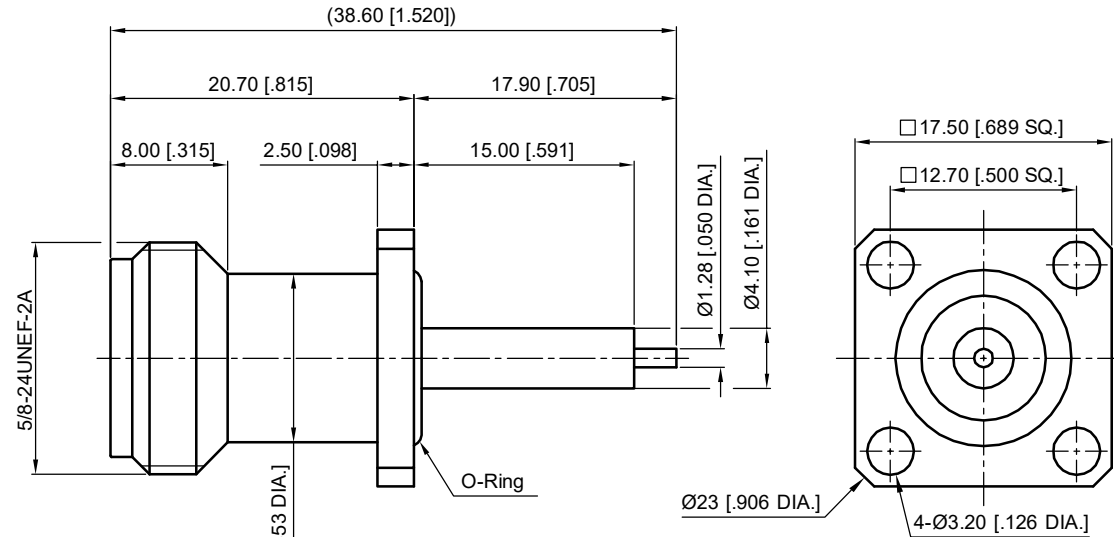 (38.60 [1.520])
20.70 [.815]
17.90 [.705]
8.00 [.315]
2.50 [.098]
15.00 [.591]
□17.50 [.689 SQ.]
□12.70 [.500 SQ.]
Ø1.28 [.050 DIA.]
Ø4.10 [.161 DIA.]
5/8-24UNEF-2A
53 DIA.]
O-Ring
Ø23 [.906 DIA.]
4-Ø3.20 [.126 DIA.]